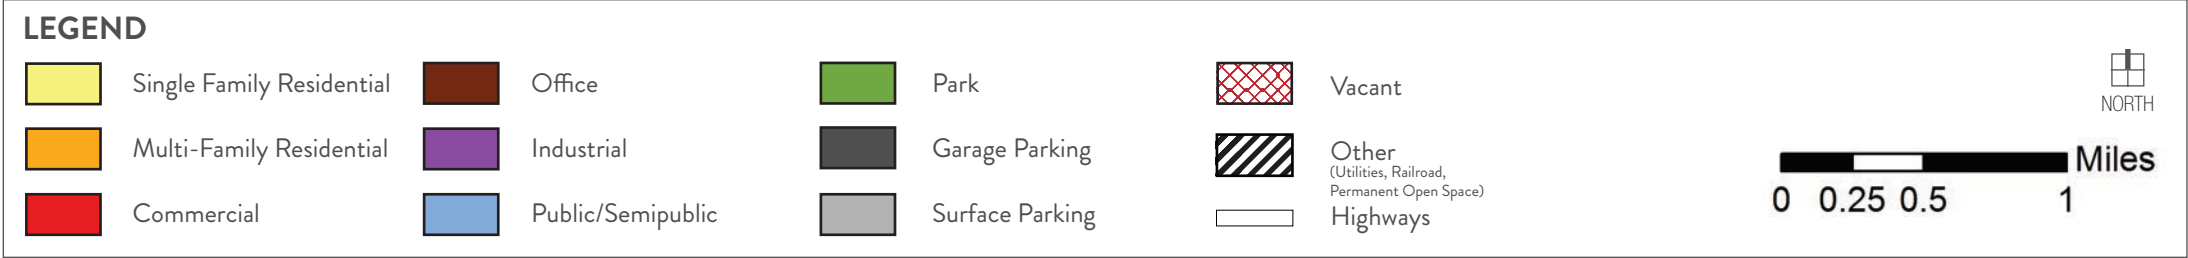 LEGEND
Single Family Residential
Multi-Family Residential
Commercial
Office
Industrial
Public/Semipublic
Park
Garage Parking
Surface Parking
Vacant
Other
(Utilities, Railroad,
Permanent Open Space)
Highways
NORTH
Miles
0 0.25 0.5 1